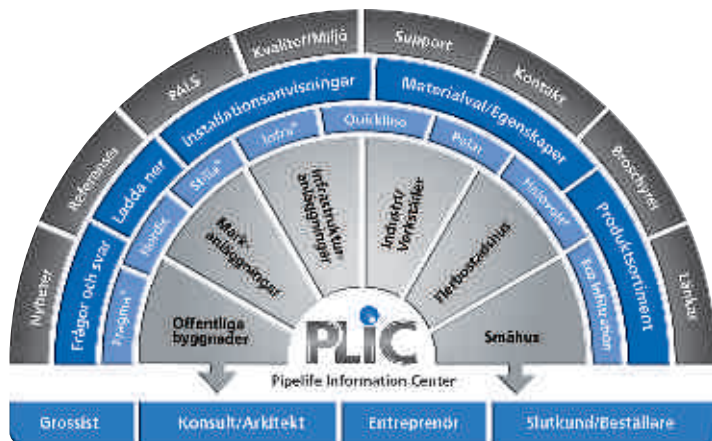 Nyheter
Referenser
PALS
Kvalitet/Miljö
Support
Kontakt
Broschyrer
Länkar
Frågor och svar
Ladda ner
Installationsanvisningar
Materialval/Egenskaper
Produktsortiment
Pragma®
Nordic
Stilla®
Infra®
Quickline
Polar
Haloyolt®
Eco Infiltration
Offentliga
byggnader
Mark-
anläggningar
Infrastruktur
anläggningar
Industri/
Verkstäder
Flerbostadshus
Småhus
PLiC
Pipelife Information Center
Grossist
Konsult/Arkitekt
Entreprenör
Slutkund/Beställare